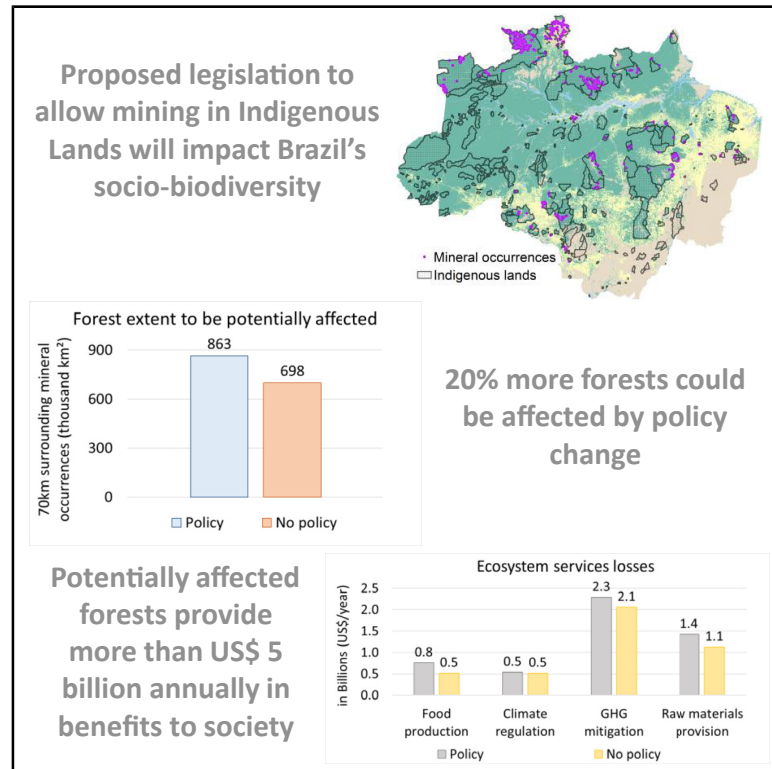 Proposed legislation to
allow mining in Indigenous
Lands will impact Brazil's
socio-biodiversity
Mineral occurrences
Indigenous lands
Forest extent to be potentially affected
70km surrounding mineral
occurrences (thousand km²)
900
600
300
0
863
698
Policy
No policy
20% more forests could
be affected by policy
change
Potentially affected
forests provide
more than US$ 5
billion annually in
benefits to society
Ecosystem services losses
in Billions (US$/year)
2.5
2.0
1.5
1.0
0.5
0.0
0.8
0.5
0.5
0.5
2.3
2.1
1.4
1.1
Food
production
Climate
regulation
GHG
mitigation
Raw materials
provision
Policy
No policy